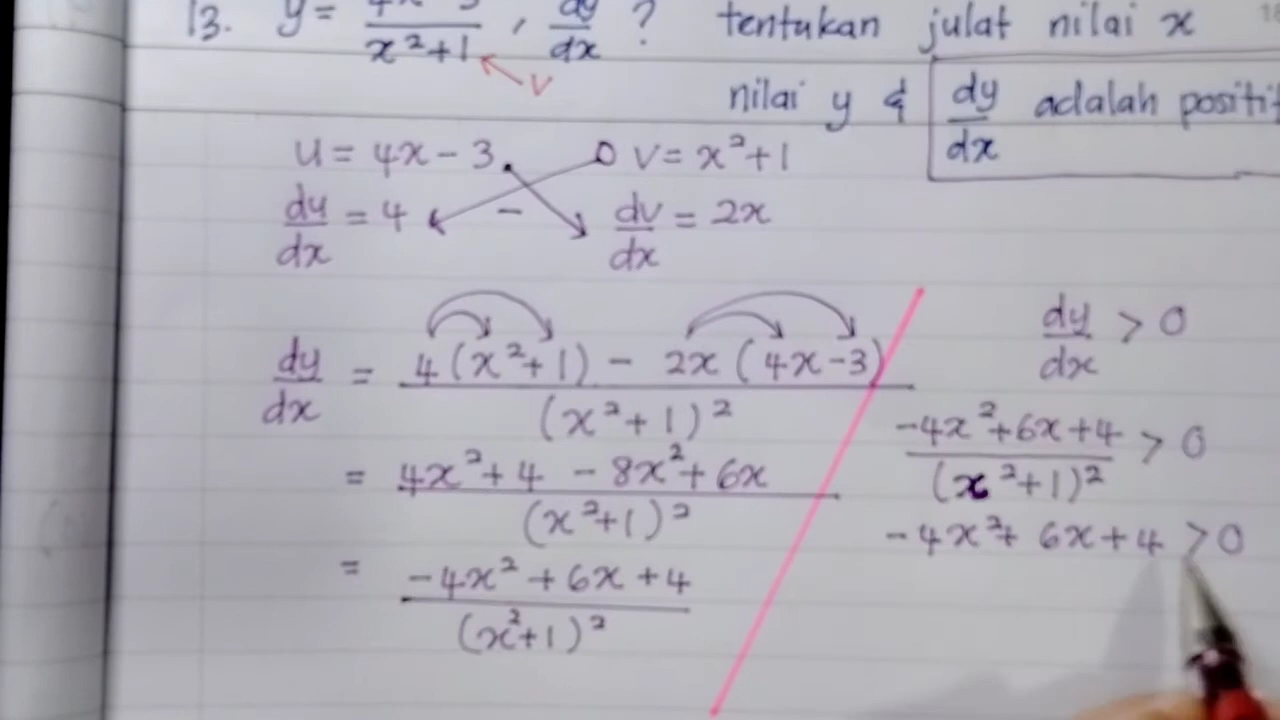 13. y = 4x - 3 / x² + 1 , dy/dx ? tentukan julat nilai x
v
nilai y & dy/dx adalah positif
u = 4x - 3 v = x² + 1
du/dx = 4 - dv/dx = 2x
dy/dx = 4(x² + 1) - 2x(4x - 3) / (x² + 1)²
= 4x² + 4 - 8x² + 6x / (x² + 1)²
= -4x² + 6x + 4 / (x² + 1)²
dy/dx > 0
-4x² + 6x + 4 / (x² + 1)² > 0
-4x² + 6x + 4 > 0